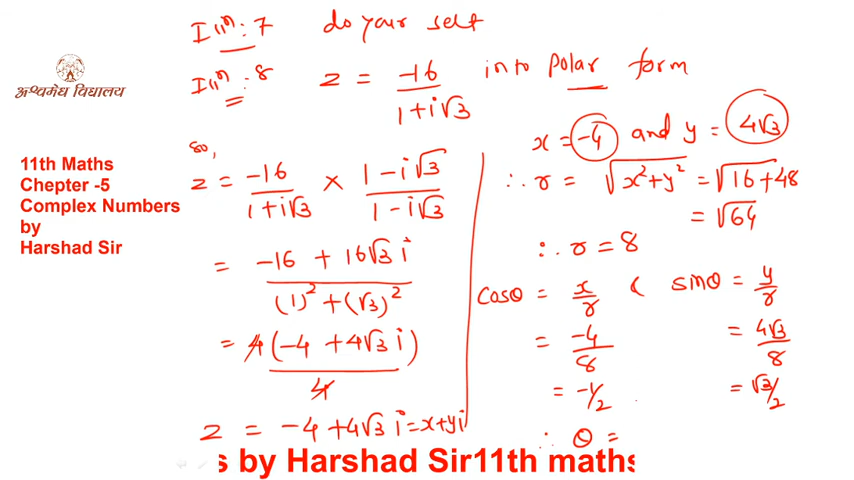 Illn: 7 do your self
Illn: 8 z = -16/(1+i√3) into polar form
अश्वमेध विद्यालय
11th Maths
Chepter -5
Complex Numbers
by
Harshad Sir
so,
z = -16/(1+i√3) × (1-i√3)/(1-i√3)
= (-16 + 16√3 i)/((1)² + (√3)²)
= 4(-4 + 4√3 i)/4
z = -4 + 4√3 i = x+yi
x = -4 and y = 4√3
∴ r = √(x²+y²) = √(16+48)
= √64
∴ r = 8
cosθ = x/r & sinθ = y/r
= -4/8 = 4√3/8
= -1/2 = √3/2
∴ θ =
s by Harshad Sir11th maths